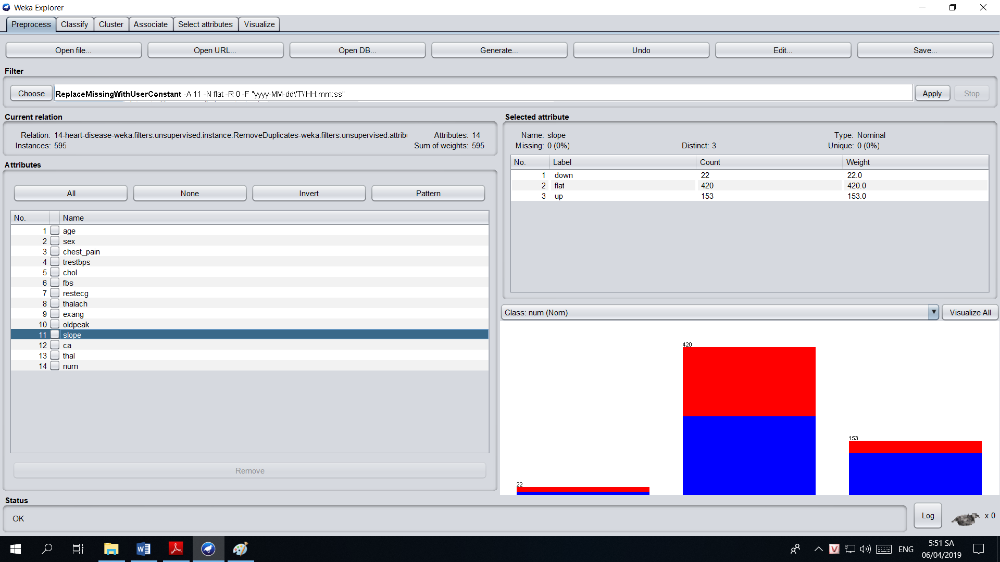 Weka Explorer
Preprocess Classify Cluster Associate Select attributes Visualize
Open file... Open URL... Open DB... Generate... Undo Edit... Save...
Filter
Choose ReplaceMissingWithUserConstant -A 11 -N flat -R 0 -F "yyyy-MM-dd\'T\'HH:mm:ss" Apply Stop
Current relation
Relation: 14-heart-disease-weka.filters.unsupervised.instance.RemoveDuplicates-weka.filters.unsupervised.attribu Attributes: 14
Instances: 595 Sum of weights: 595
Attributes
All None Invert Pattern
No. Name
1 age
2 sex
3 chest_pain
4 trestbps
5 chol
6 fbs
7 restecg
8 thalach
9 exang
10 oldpeak
11 slope
12 ca
13 thal
14 num
Remove
Selected attribute
Name: slope Type: Nominal
Missing: 0 (0%) Distinct: 3 Unique: 0 (0%)
No. Label Count Weight
1 down 22 22.0
2 flat 420 420.0
3 up 153 153.0
Class: num (Nom) Visualize All
420
153
22
Status
OK
Log x 0
ENG
5:51 SA
06/04/2019